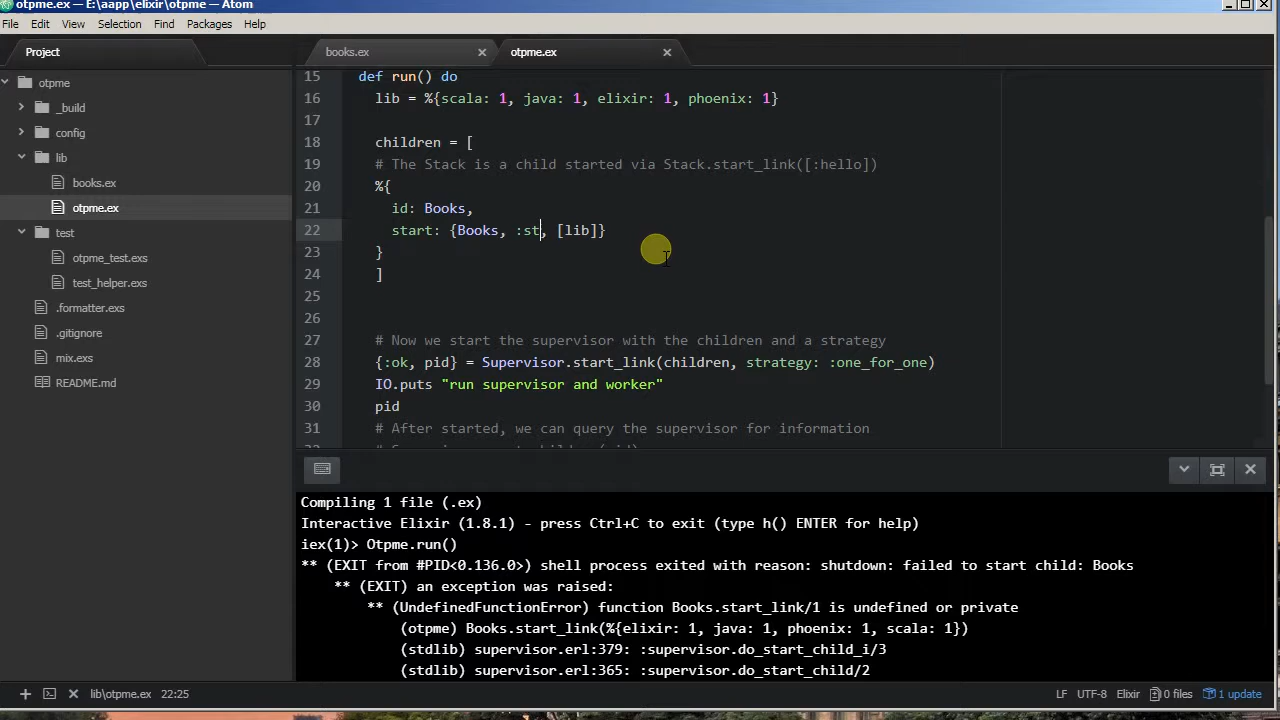 otpme.ex — E:\aapp\elixir\otpme — Atom
File Edit View Selection Find Packages Help
Project
books.ex
otpme.ex
otpme
_build
config
lib
books.ex
otpme.ex
test
otpme_test.exs
test_helper.exs
.formatter.exs
.gitignore
mix.exs
README.md
15 def run() do
16 lib = %{scala: 1, java: 1, elixir: 1, phoenix: 1}
17
18 children = [
19 # The Stack is a child started via Stack.start_link([:hello])
20 %{
21 id: Books,
22 start: {Books, :st, [lib]}
23 }
24 ]
25
26
27 # Now we start the supervisor with the children and a strategy
28 {:ok, pid} = Supervisor.start_link(children, strategy: :one_for_one)
29 IO.puts "run supervisor and worker"
30 pid
31 # After started, we can query the supervisor for information
Compiling 1 file (.ex)
Interactive Elixir (1.8.1) - press Ctrl+C to exit (type h() ENTER for help)
iex(1)> Otpme.run()
** (EXIT from #PID<0.136.0>) shell process exited with reason: shutdown: failed to start child: Books
** (EXIT) an exception was raised:
** (UndefinedFunctionError) function Books.start_link/1 is undefined or private
(otpme) Books.start_link(%{elixir: 1, java: 1, phoenix: 1, scala: 1})
(stdlib) supervisor.erl:379: :supervisor.do_start_child_i/3
(stdlib) supervisor.erl:365: :supervisor.do_start_child/2
lib\otpme.ex 22:25
LF UTF-8 Elixir 0 files 1 update